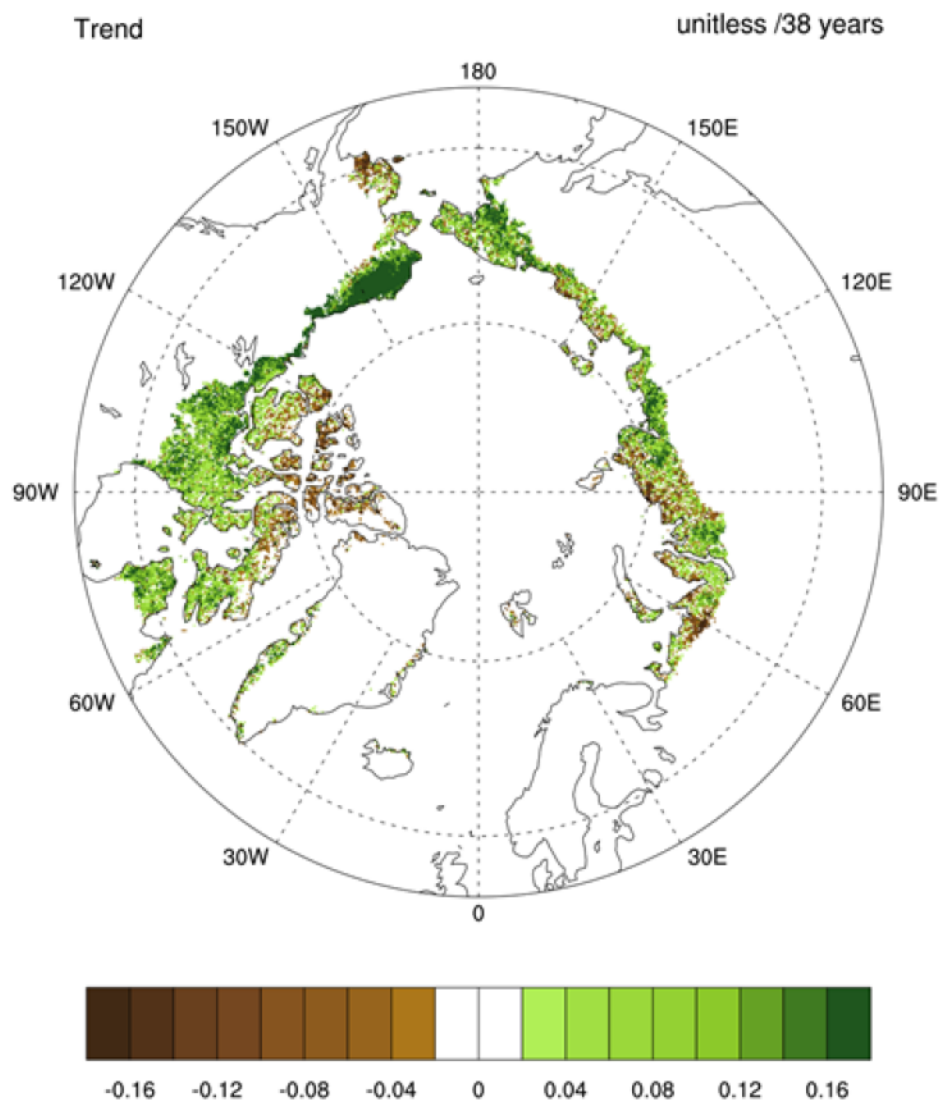 Trend unitless /38 years
180
150W 150E
120W 120E
90W 90E
60W 60E
30W 30E
0
-0.16 -0.12 -0.08 -0.04 0 0.04 0.08 0.12 0.16